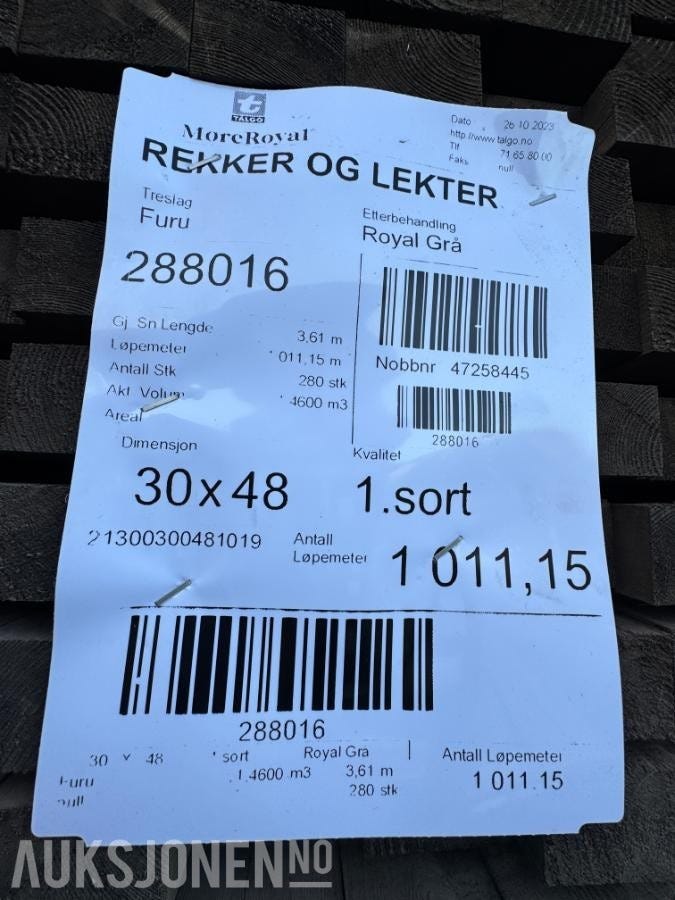 t
TALGO
MøreRoyal
Dato 26 10 2023
http //www.talgo.no
Tlf 71 65 80 00
Faks null
REKKER OG LEKTER
Treslag
Furu
Etterbehandling
Royal Grå
288016
Gj Sn Lengde 3,61 m
Løpemeter 011,15 m
Antall Stk 280 stk
Akt Volum 4600 m3
Areal
Nobbnr 47258445
288016
Dimensjon
30 x 48
Kvalitet
1.sort
21300300481019
Antall
Løpemeter
1 011,15
288016
30 x 48 sort Royal Gra
Furu 1,4600 m3 3,61 m
null 280 stk
Antall Løpemeter
1 011.15
AUKSJONEN NO